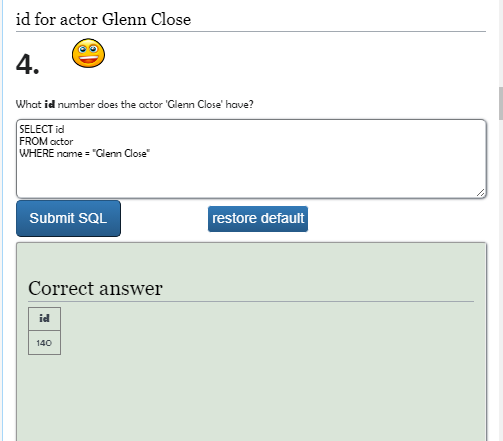 id for actor Glenn Close
4.
What id number does the actor 'Glenn Close' have?
SELECT id
FROM actor
WHERE name = "Glenn Close"
Submit SQL
restore default
Correct answer
id
140